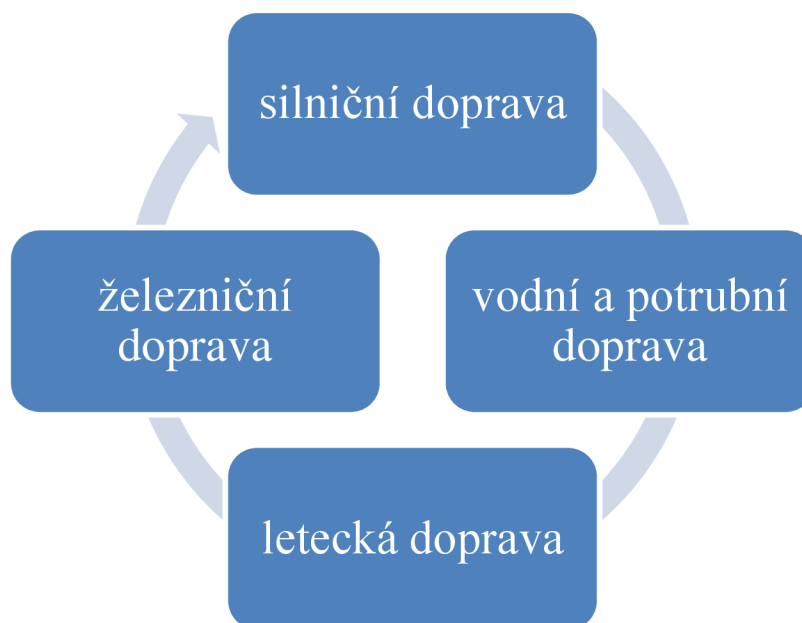 silniční doprava
železniční
doprava
vodní a potrubní
doprava
letecká doprava